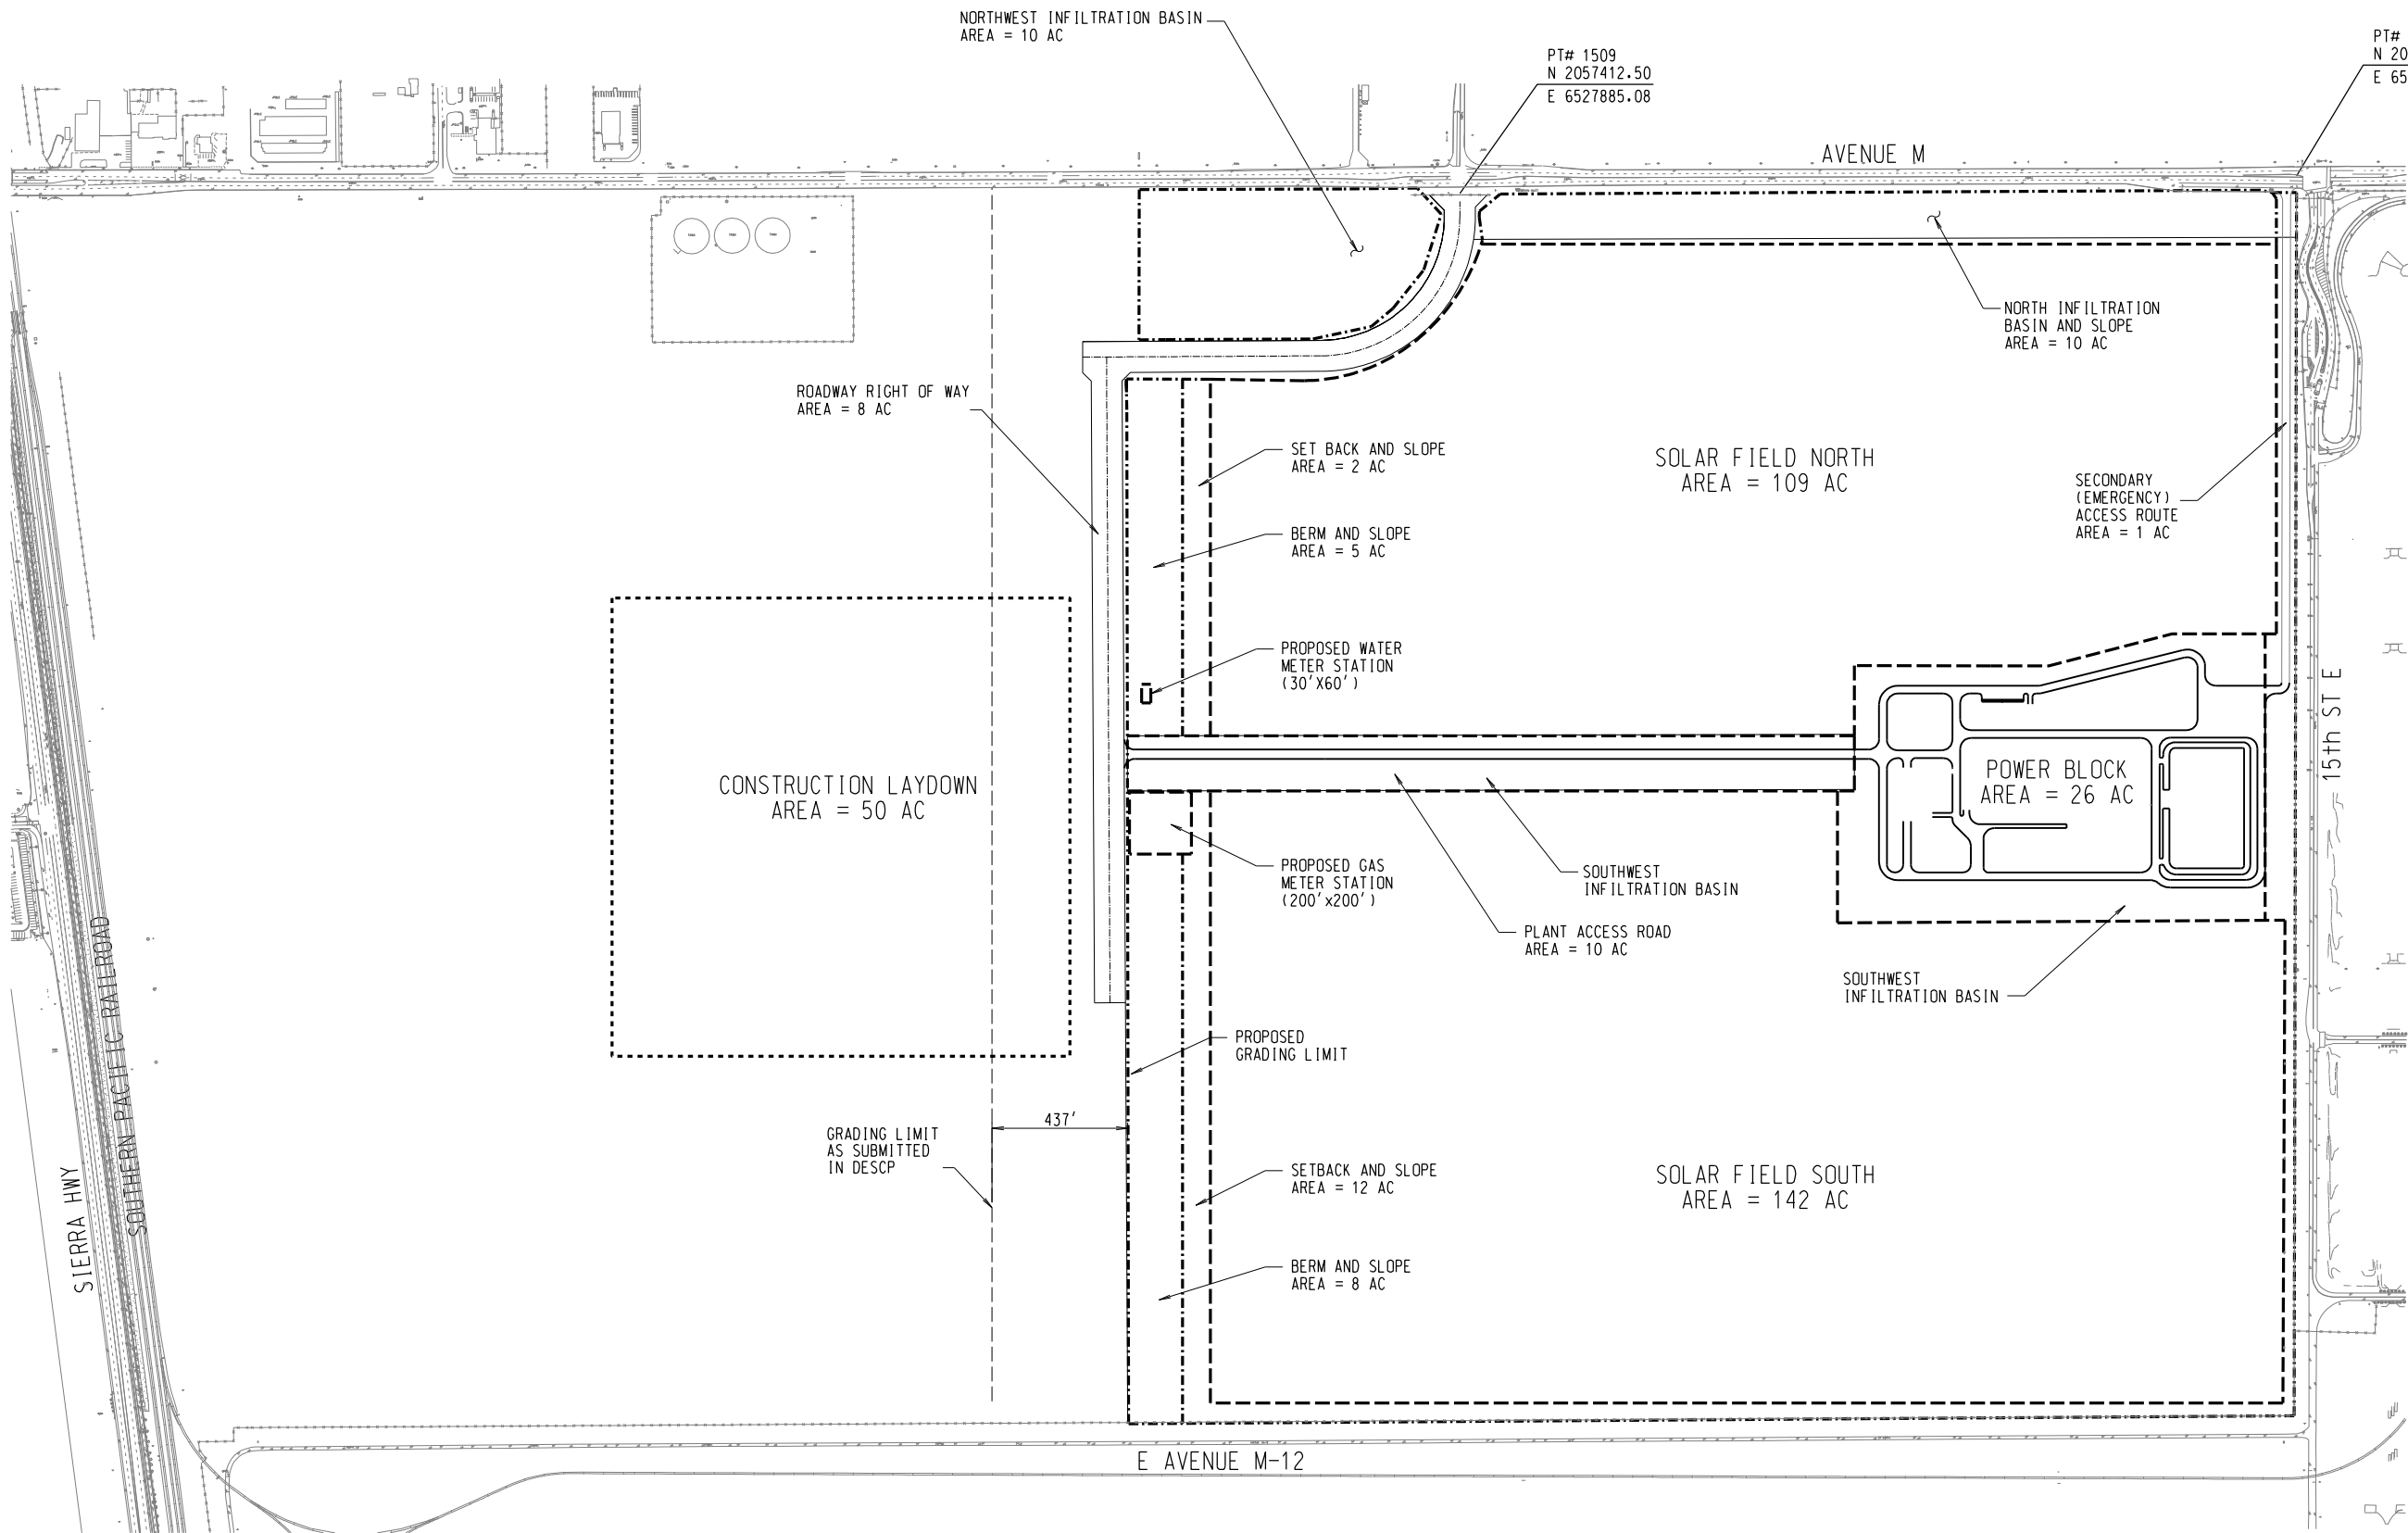 NORTHWEST INFILTRATION BASIN
AREA = 10 AC
PT# 1509
N 2057412.50
E 6527885.08
PT#
N 20
E 65
AVENUE M
NORTH INFILTRATION
BASIN AND SLOPE
AREA = 10 AC
ROADWAY RIGHT OF WAY
AREA = 8 AC
SET BACK AND SLOPE
AREA = 2 AC
SOLAR FIELD NORTH
AREA = 109 AC
SECONDARY
(EMERGENCY)
ACCESS ROUTE
AREA = 1 AC
BERM AND SLOPE
AREA = 5 AC
PROPOSED WATER
METER STATION
(30'X60')
15th ST E
CONSTRUCTION LAYDOWN
AREA = 50 AC
POWER BLOCK
AREA = 26 AC
PROPOSED GAS
METER STATION
(200'x200')
SOUTHWEST
INFILTRATION BASIN
PLANT ACCESS ROAD
AREA = 10 AC
SOUTHWEST
INFILTRATION BASIN
PROPOSED
GRADING LIMIT
437'
GRADING LIMIT
AS SUBMITTED
IN DESCP
SETBACK AND SLOPE
AREA = 12 AC
SOLAR FIELD SOUTH
AREA = 142 AC
BERM AND SLOPE
AREA = 8 AC
SIERRA HWY
SOUTHERN PACIFIC RAILROAD
E AVENUE M-12